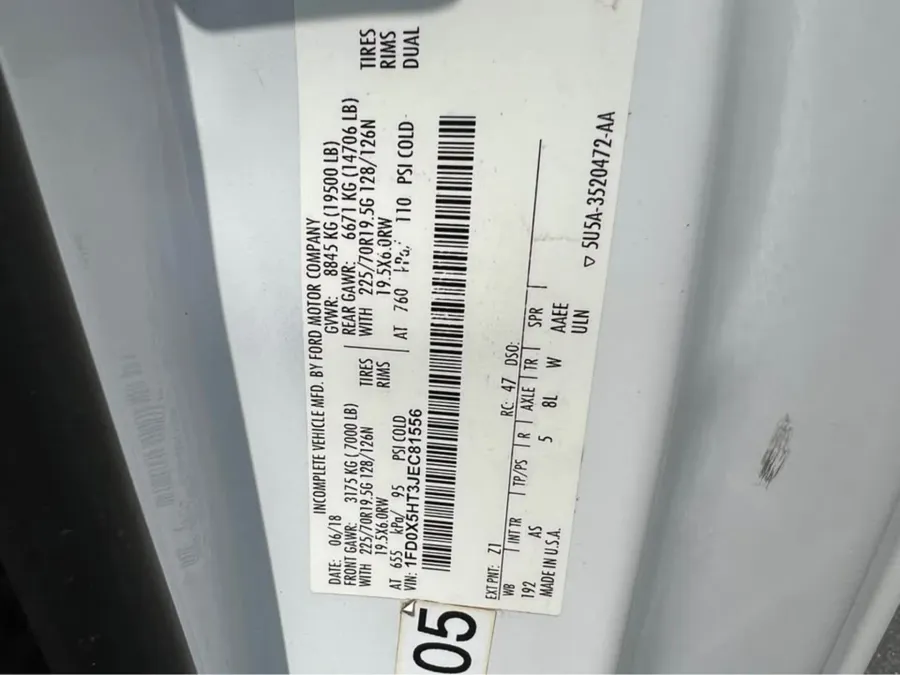 INCOMPLETE VEHICLE MFD. BY FORD MOTOR COMPANY
DATE: 06/18 GVWR: 8845 KG (19500 LB)
FRONT GAWR: 3175 KG (7000 LB) REAR GAWR: 6671 KG (14706 LB)
WITH 225/70R19.5G 128/126N TIRES WITH 225/70R19.5G 128/126N TIRES
19.5X6.0RW RIMS 19.5X6.0RW RIMS
AT 655 kPa/ 95 PSI COLD AT 760 kPa/ 110 PSI COLD DUAL
VIN: 1FD0X5HT3JEC81556
EXT PNT: Z1 RC: 47 DSO:
WB INT TR TP/PS R AXLE TR SPR
192 AS 5 8L W AAEE
MADE IN U.S.A. ULN
▽ 5U5A-3520472-AA
05